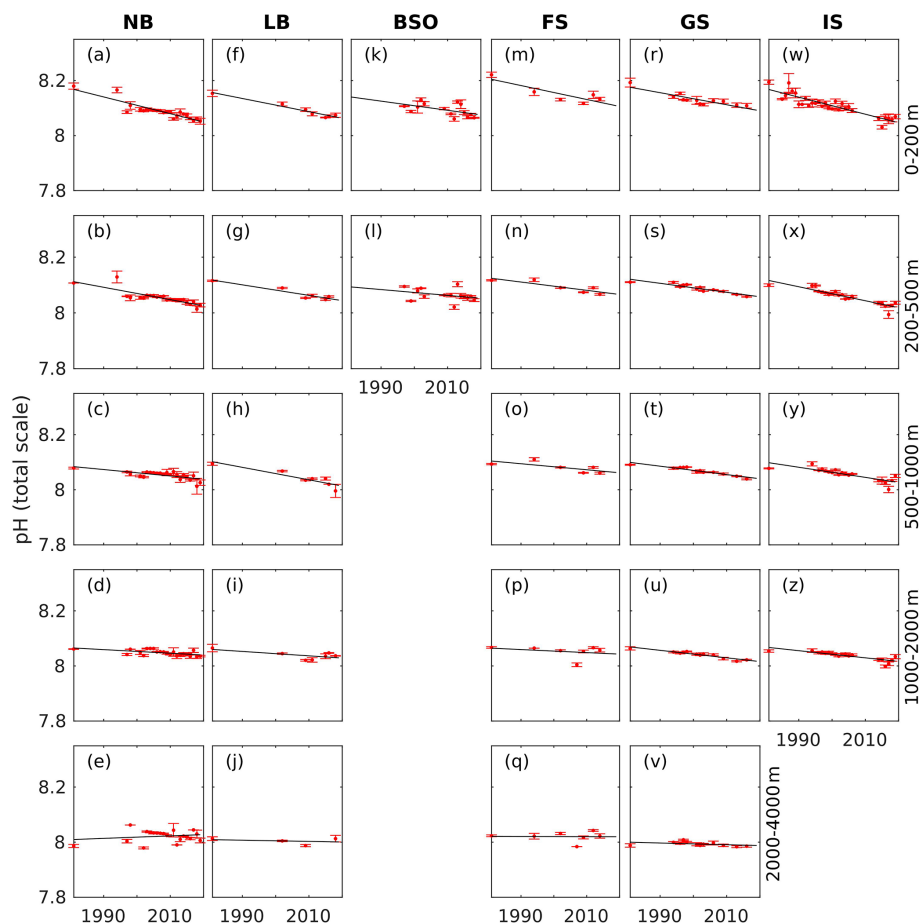 NB LB BSO FS GS IS
(a) (f) (k) (m) (r) (w)
8.2
8
7.8
0-200 m
(b) (g) (l) (n) (s) (x)
8.2
8
7.8
200-500 m
1990 2010
(c) (h) (o) (t) (y)
8.2
8
7.8
500-1000 m
pH (total scale)
(d) (i) (p) (u) (z)
8.2
8
7.8
1000-2000 m
1990 2010
(e) (j) (q) (v)
8.2
8
7.8
2000-4000 m
1990 2010 1990 2010 1990 2010 1990 2010